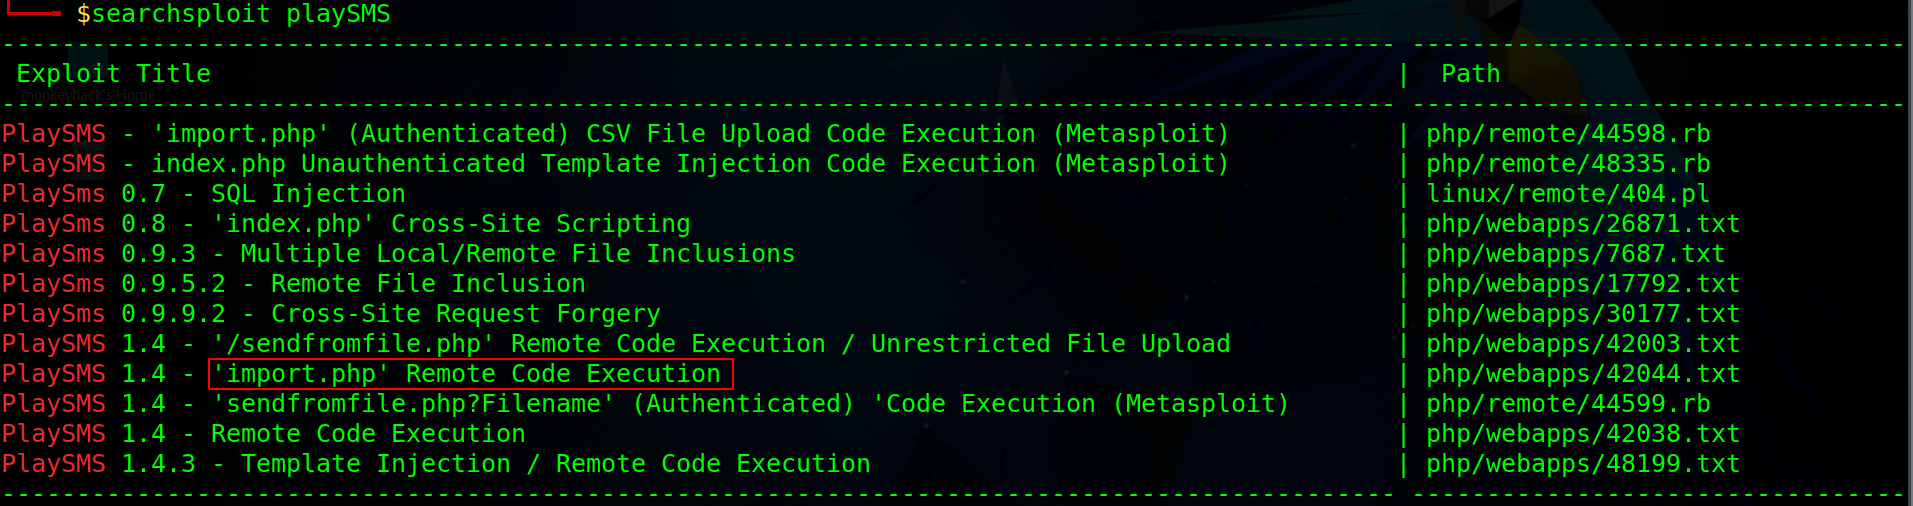 $searchsploit playSMS
--------------------------------------------------------------------------------------------- ---------------------------------
Exploit Title | Path
monkeyhack's Home
--------------------------------------------------------------------------------------------- ---------------------------------
PlaySMS - 'import.php' (Authenticated) CSV File Upload Code Execution (Metasploit) | php/remote/44598.rb
PlaySMS - index.php Unauthenticated Template Injection Code Execution (Metasploit) | php/remote/48335.rb
PlaySms 0.7 - SQL Injection | linux/remote/404.pl
PlaySms 0.8 - 'index.php' Cross-Site Scripting | php/webapps/26871.txt
PlaySms 0.9.3 - Multiple Local/Remote File Inclusions | php/webapps/7687.txt
PlaySms 0.9.5.2 - Remote File Inclusion | php/webapps/17792.txt
PlaySms 0.9.9.2 - Cross-Site Request Forgery | php/webapps/30177.txt
PlaySMS 1.4 - '/sendfromfile.php' Remote Code Execution / Unrestricted File Upload | php/webapps/42003.txt
PlaySMS 1.4 - 'import.php' Remote Code Execution | php/webapps/42044.txt
PlaySMS 1.4 - 'sendfromfile.php?Filename' (Authenticated) 'Code Execution (Metasploit) | php/remote/44599.rb
PlaySMS 1.4 - Remote Code Execution | php/webapps/42038.txt
PlaySMS 1.4.3 - Template Injection / Remote Code Execution | php/webapps/48199.txt
--------------------------------------------------------------------------------------------- ---------------------------------